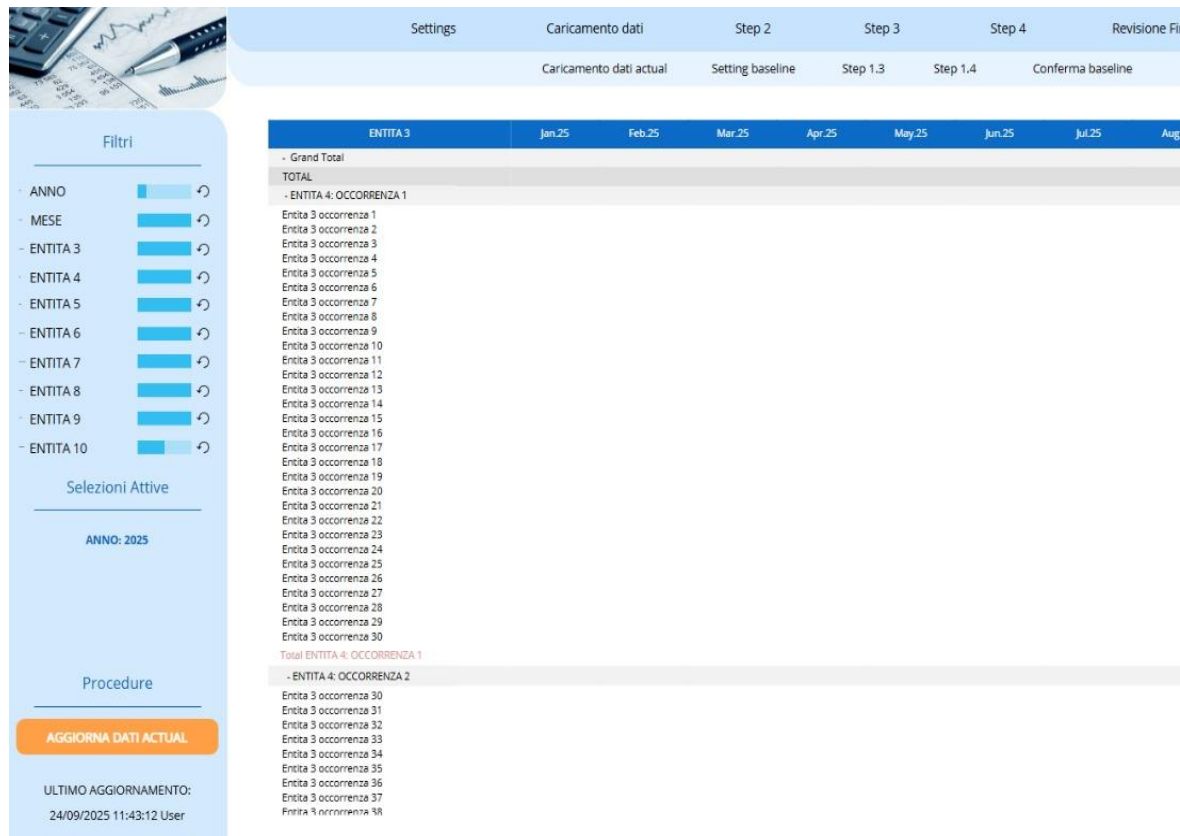 Settings Caricamento dati Step 2 Step 3 Step 4 Revisione Fi
Caricamento dati actual Setting baseline Step 1.3 Step 1.4 Conferma baseline
Filtri
- ANNO
- MESE
- ENTITA 3
- ENTITA 4
- ENTITA 5
- ENTITA 6
- ENTITA 7
- ENTITA 8
- ENTITA 9
- ENTITA 10
Selezioni Attive
ANNO: 2025
Procedure
AGGIORNA DATI ACTUAL
ULTIMO AGGIORNAMENTO:
24/09/2025 11:43:12 User
ENTITA 3 Jan.25 Feb.25 Mar.25 Apr.25 May.25 Jun.25 Jul.25 Aug
- Grand Total
TOTAL
- ENTITA 4: OCCORRENZA 1
Entita 3 occorrenza 1
Entita 3 occorrenza 2
Entita 3 occorrenza 3
Entita 3 occorrenza 4
Entita 3 occorrenza 5
Entita 3 occorrenza 6
Entita 3 occorrenza 7
Entita 3 occorrenza 8
Entita 3 occorrenza 9
Entita 3 occorrenza 10
Entita 3 occorrenza 11
Entita 3 occorrenza 12
Entita 3 occorrenza 13
Entita 3 occorrenza 14
Entita 3 occorrenza 15
Entita 3 occorrenza 16
Entita 3 occorrenza 17
Entita 3 occorrenza 18
Entita 3 occorrenza 19
Entita 3 occorrenza 20
Entita 3 occorrenza 21
Entita 3 occorrenza 22
Entita 3 occorrenza 23
Entita 3 occorrenza 24
Entita 3 occorrenza 25
Entita 3 occorrenza 26
Entita 3 occorrenza 27
Entita 3 occorrenza 28
Entita 3 occorrenza 29
Entita 3 occorrenza 30
Total ENTITA 4: OCCORRENZA 1
- ENTITA 4: OCCORRENZA 2
Entita 3 occorrenza 30
Entita 3 occorrenza 31
Entita 3 occorrenza 32
Entita 3 occorrenza 33
Entita 3 occorrenza 34
Entita 3 occorrenza 35
Entita 3 occorrenza 36
Entita 3 occorrenza 37
Entita 3 occorrenza 38